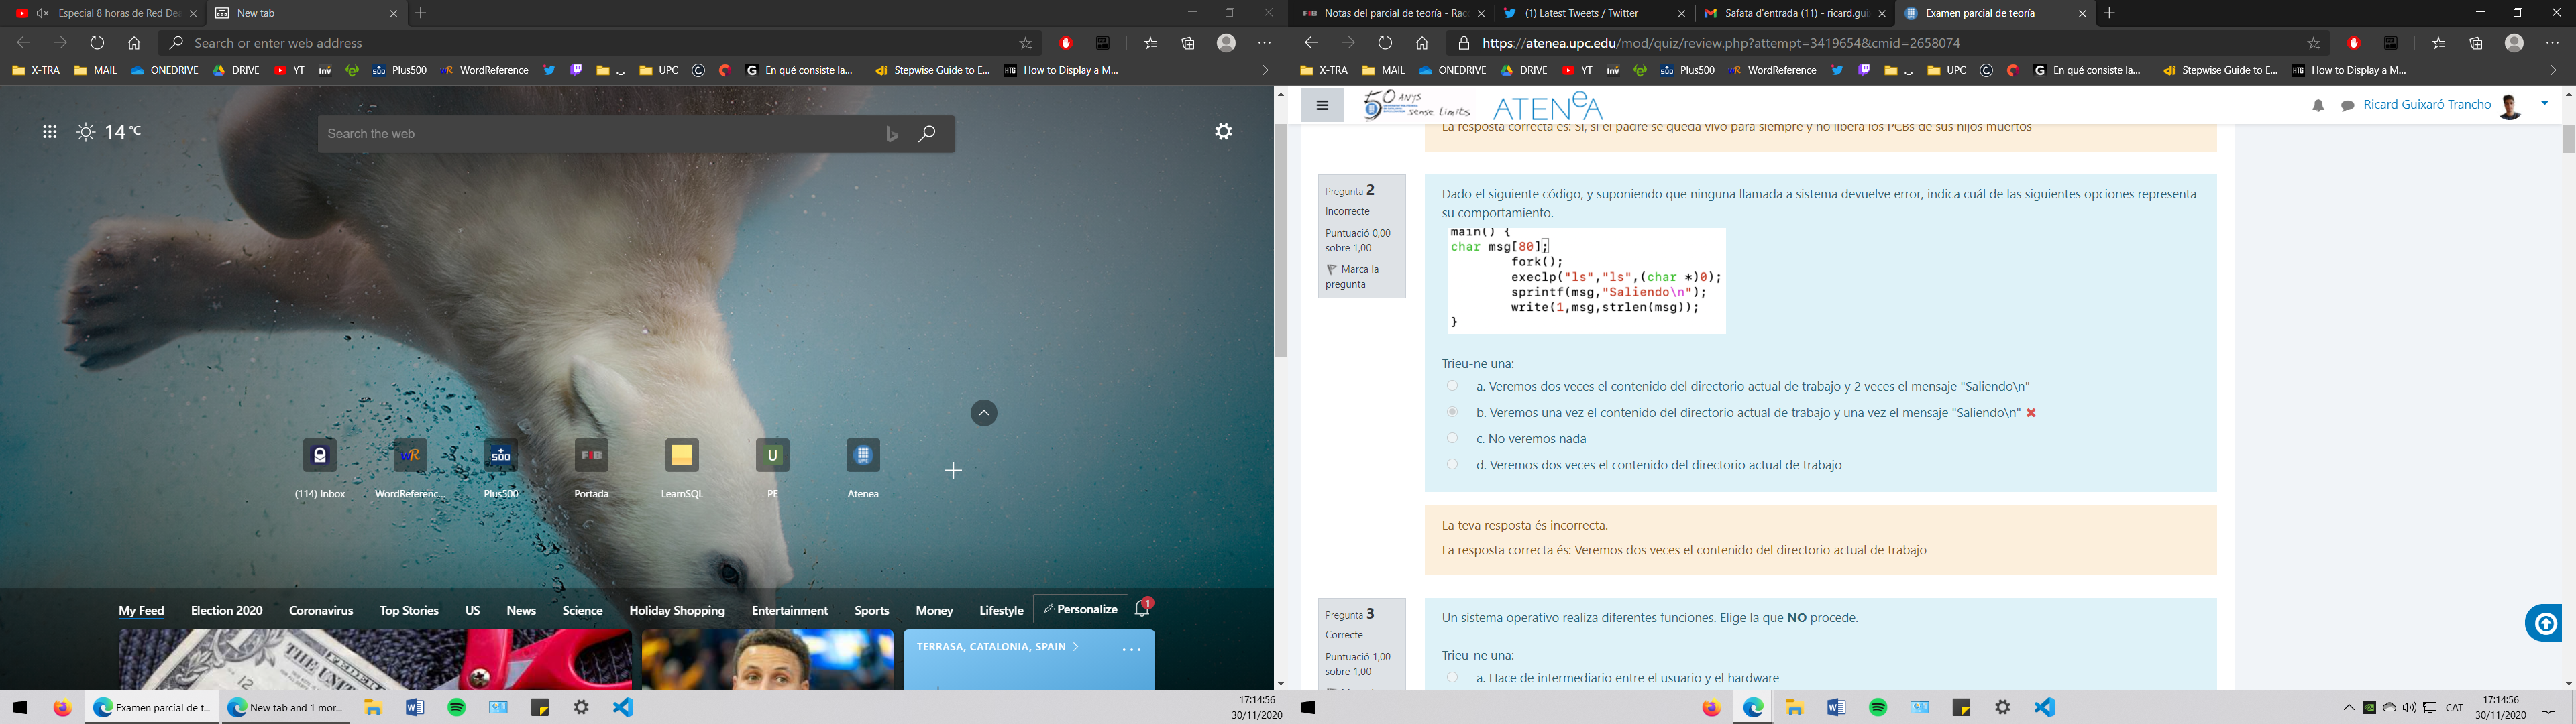 Especial 8 horas de Red De
New tab
Search or enter web address
X-TRA MAIL ONEDRIVE DRIVE YT inv Plus500 WordReference UPC En qué consiste la... Stepwise Guide to E... HTG How to Display a M...
14 °C
Search the web
(114) Inbox WordReferenc... Plus500 Portada LearnSQL PE Atenea
My Feed Election 2020 Coronavirus Top Stories US News Science Holiday Shopping Entertainment Sports Money Lifestyle Personalize 1
TERRASA, CATALONIA, SPAIN
Examen parcial de t... New tab and 1 mor...
17:14:56
30/11/2020
Notas del parcial de teoría - Rac
(1) Latest Tweets / Twitter
Safata d'entrada (11) - ricard.gui
Examen parcial de teoría
https://atenea.upc.edu/mod/quiz/review.php?attempt=3419654&cmid=2658074
X-TRA MAIL ONEDRIVE DRIVE YT inv Plus500 WordReference UPC En qué consiste la... Stepwise Guide to E... HTG How to Display a M...
50 ANYS
sense límits
ATENeA
Ricard Guixaró Trancho
La resposta correcta és: Sí, si el padre se queda vivo para siempre y no libera los PCBs de sus hijos muertos
Pregunta 2
Incorrecte
Puntuació 0,00
sobre 1,00
Marca la
pregunta
Dado el siguiente código, y suponiendo que ninguna llamada a sistema devuelve error, indica cuál de las siguientes opciones representa
su comportamiento.
main() {
char msg[80];
fork();
execlp("ls","ls",(char *)0);
sprintf(msg,"Saliendo\n");
write(1,msg,strlen(msg));
}
Trieu-ne una:
a. Veremos dos veces el contenido del directorio actual de trabajo y 2 veces el mensaje "Saliendo\n"
b. Veremos una vez el contenido del directorio actual de trabajo y una vez el mensaje "Saliendo\n"
c. No veremos nada
d. Veremos dos veces el contenido del directorio actual de trabajo
La teva resposta és incorrecta.
La resposta correcta és: Veremos dos veces el contenido del directorio actual de trabajo
Pregunta 3
Correcte
Puntuació 1,00
sobre 1,00
Un sistema operativo realiza diferentes funciones. Elige la que NO procede.
Trieu-ne una:
a. Hace de intermediario entre el usuario y el hardware
CAT
17:14:56
30/11/2020